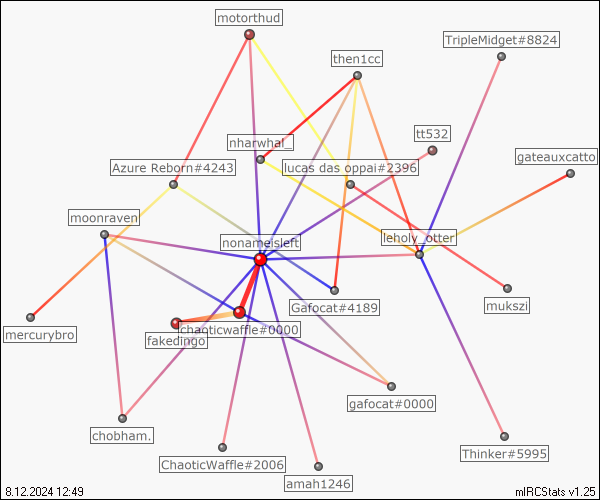 motorthud
TripleMidget#8824
then1cc
tt532
nharwhal_
gateauxcatto
Azure Reborn#4243
lucas das oppai#2396
moonraven
nonameisleft
leholy_otter
Gafocat#4189
mukszi
mercurybro
chaoticwaffle#0000
fakedingo
gafocat#0000
chobham.
Thinker#5995
ChaoticWaffle#2006
amah1246
8.12.2024 12:49
mIRCStats v1.25